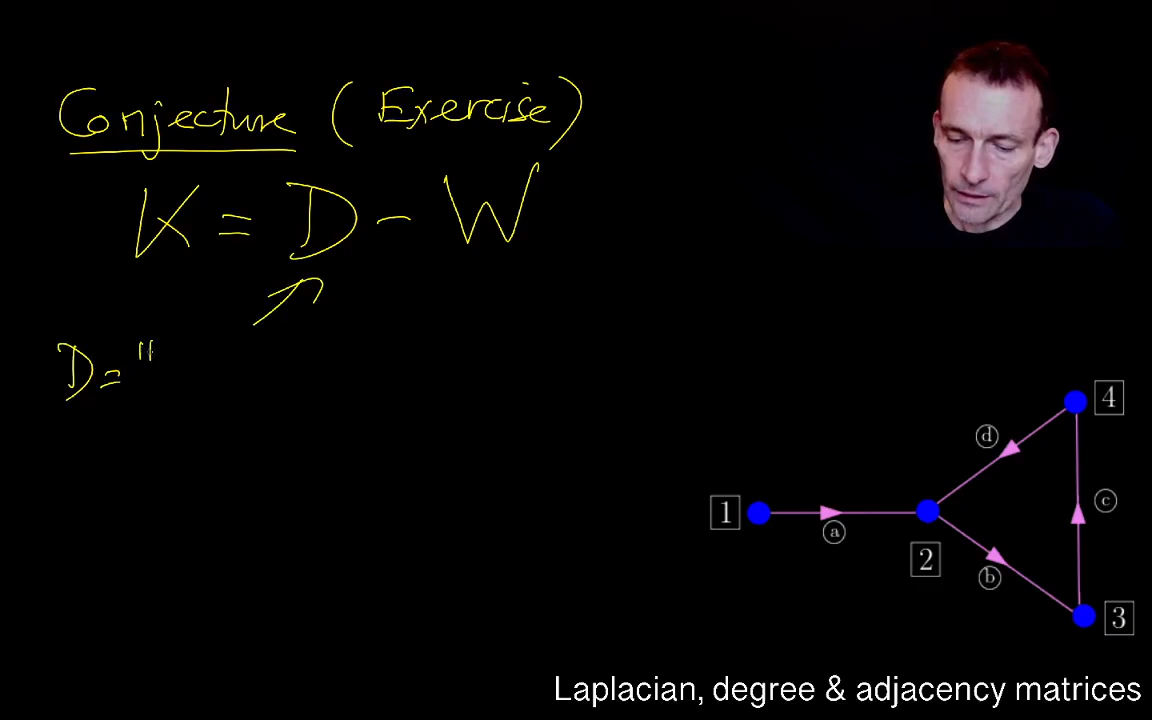 Conjecture (Exercise)
K = D - W
D = "
4
d
c
1
a
2
b
3
Laplacian, degree & adjacency matrices